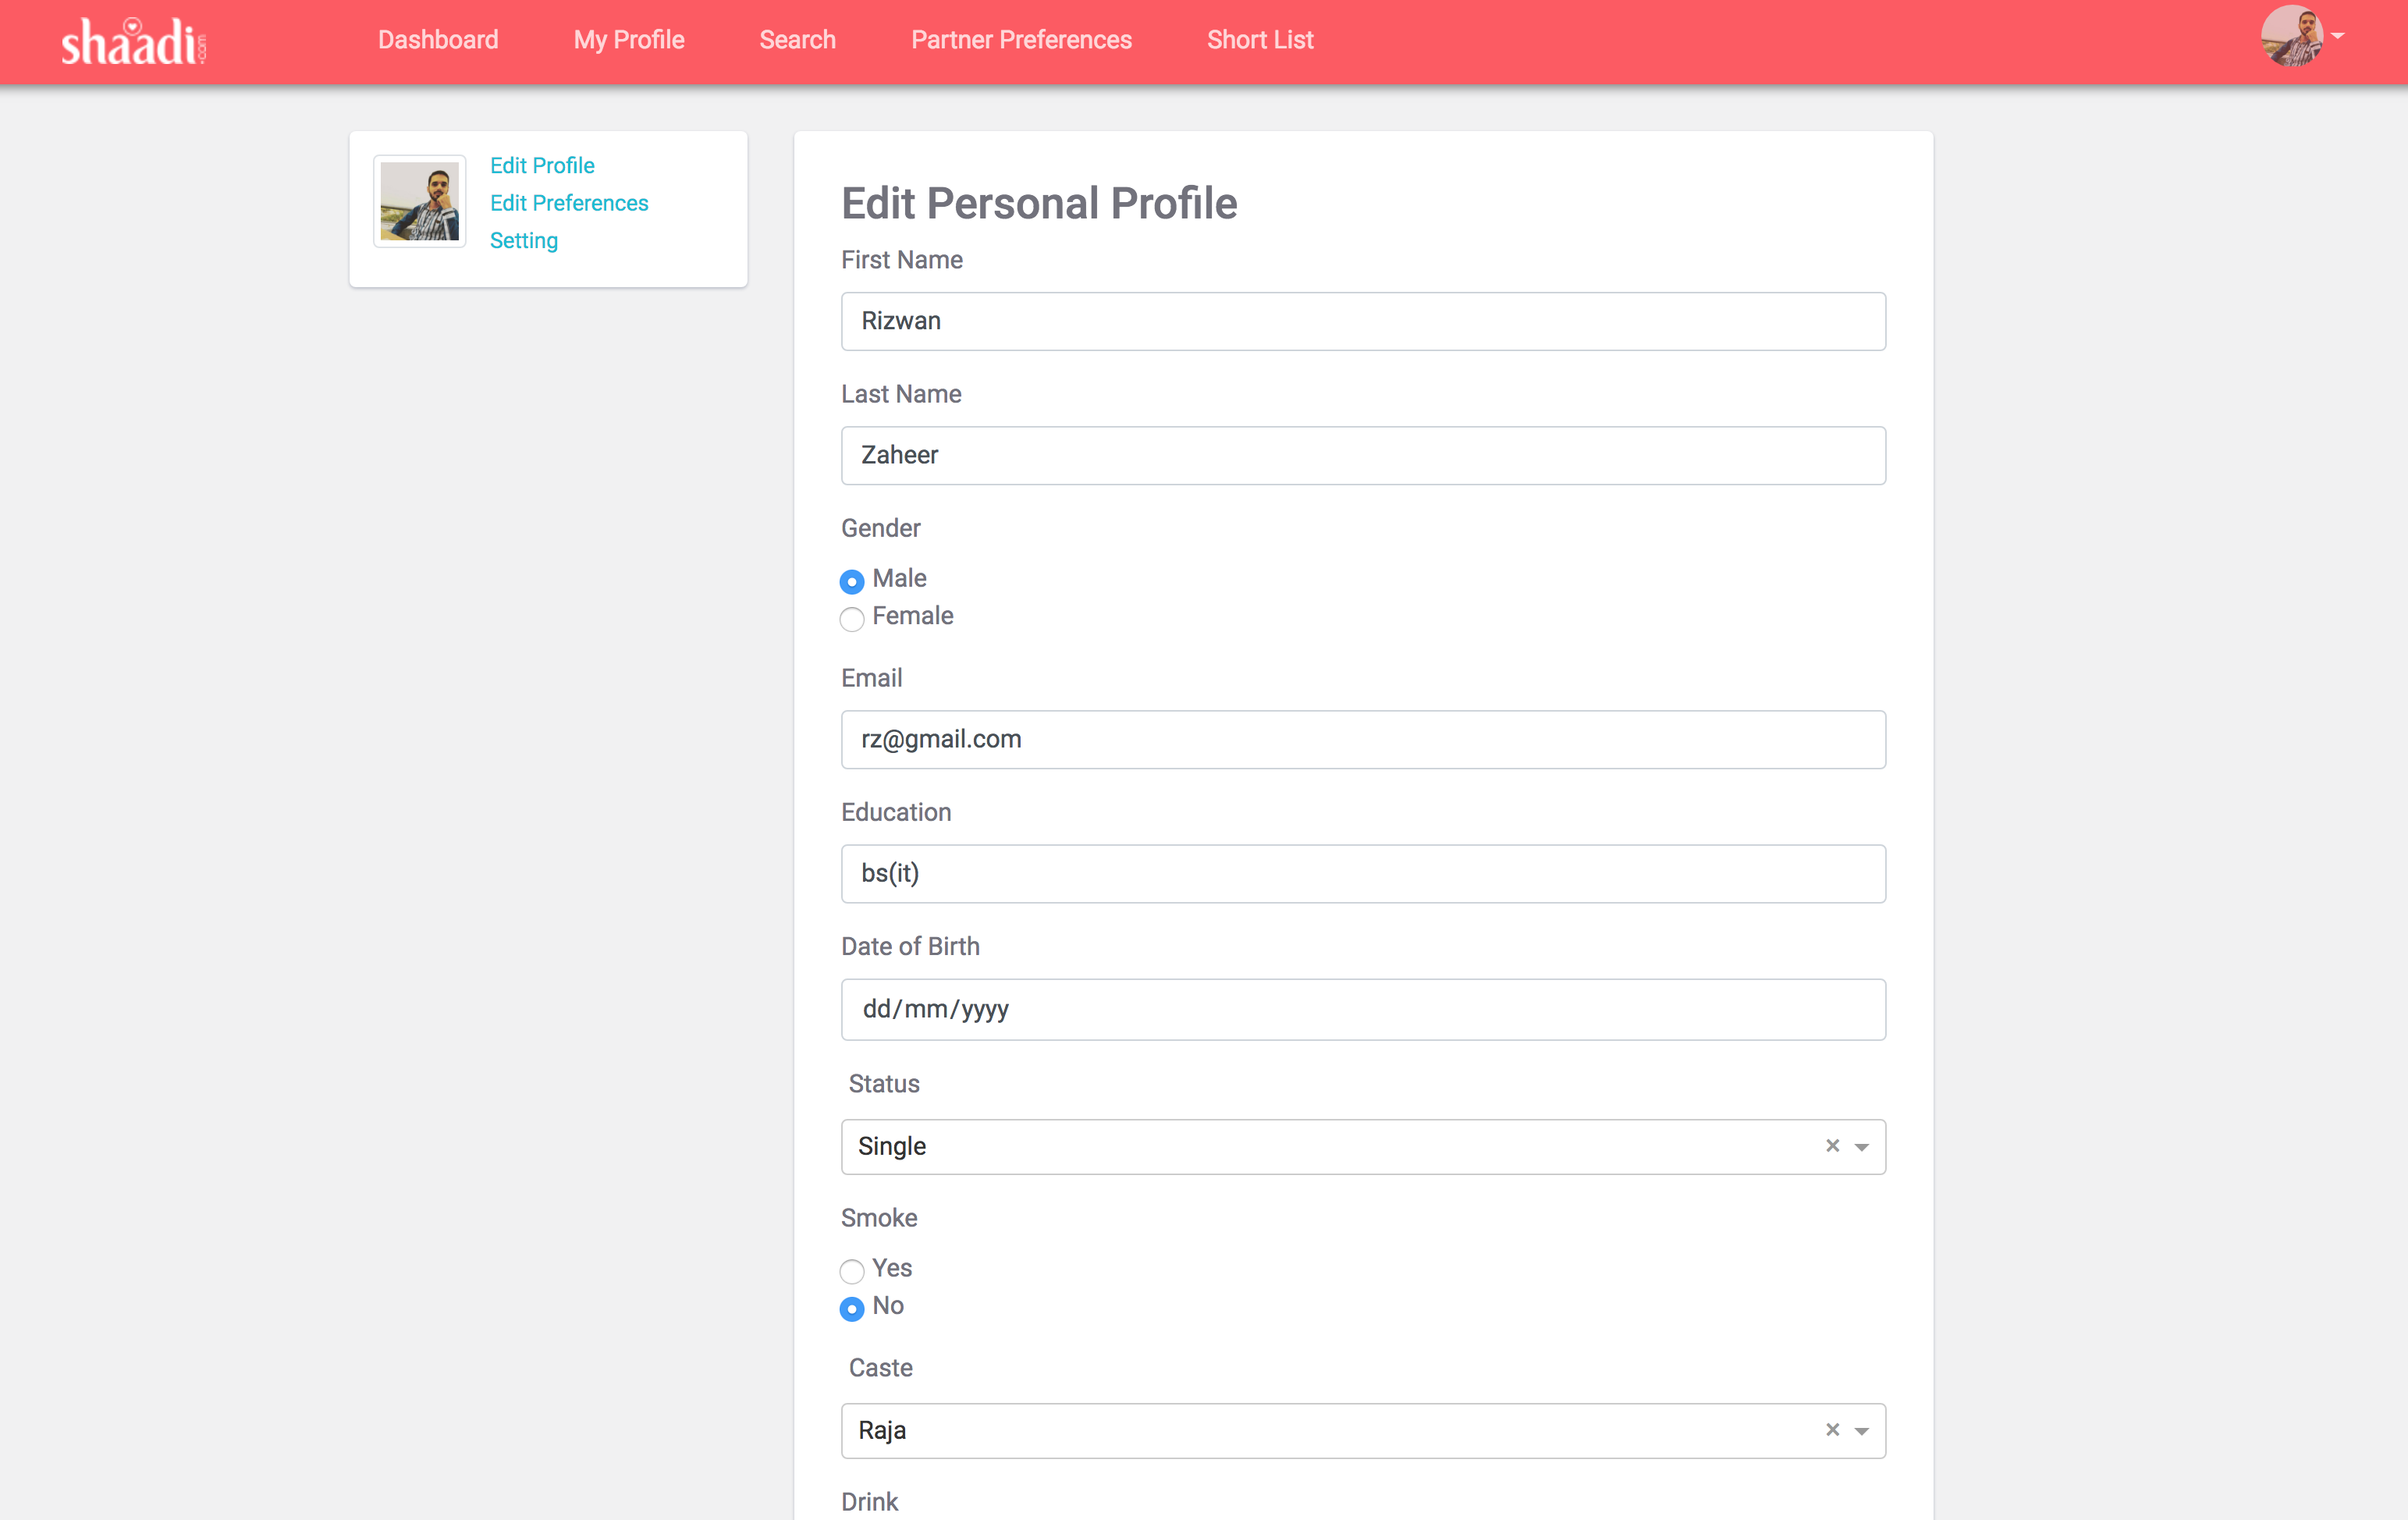 shaadi.com
Dashboard My Profile Search Partner Preferences Short List
Edit Profile
Edit Preferences
Setting
Edit Personal Profile
First Name
Rizwan
Last Name
Zaheer
Gender
Male
Female
Email
rz@gmail.com
Education
bs(it)
Date of Birth
dd/mm/yyyy
Status
Single
Smoke
Yes
No
Caste
Raja
Drink